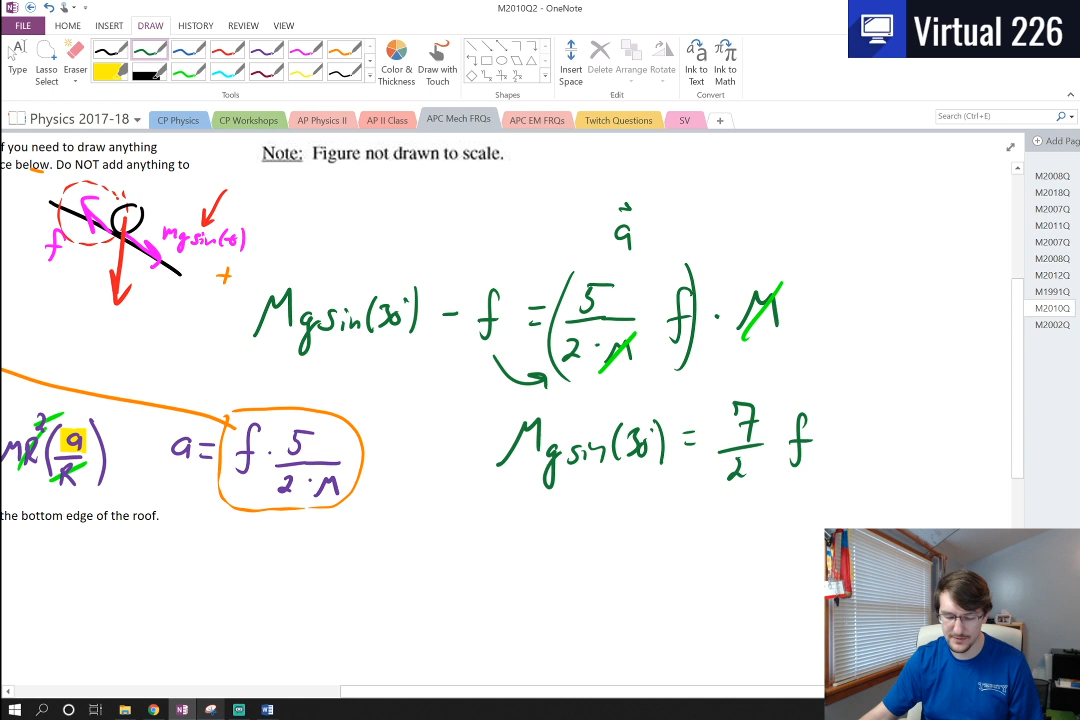 M2010Q2 - OneNote
FILE HOME INSERT DRAW HISTORY REVIEW VIEW
Virtual 226
Type Lasso Select Eraser Color & Thickness Draw with Touch Insert Space Delete Arrange Rotate Ink to Text Ink to Math
Tools Shapes Edit Convert
Physics 2017-18 CP Physics CP Workshops AP Physics II AP II Class APC Mech FRQs APC EM FRQs Twitch Questions SV + Search (Ctrl+E)
Add Pag
f you need to draw anything
ce below. Do NOT add anything to
Note: Figure not drawn to scale.
M2008Q
M2018Q
M2007Q
M2011Q
M2007Q
M2008Q
M2012Q
M1991Q
M2010Q
M2002Q
f mg sin(θ)
+
a
Mg sin(30°) - f = (5/(2·M) f) · M
MR²(a/R) a = f · 5/(2·M)
Mg sin(30°) = 7/2 f
the bottom edge of the roof.